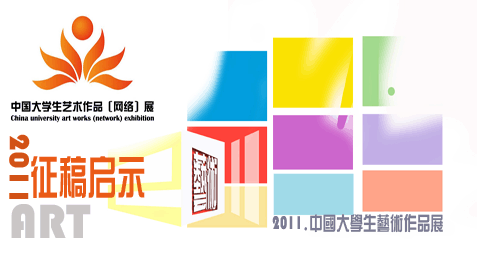 中国大学生艺术作品〔网络〕展
China university art works (network) exhibition
2011
征稿启示
ART
藝術
2011.中國大學生藝術作品展